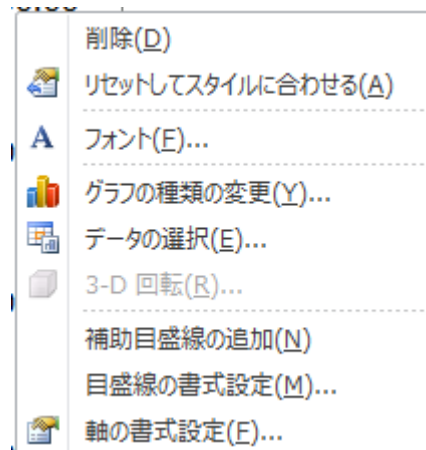 削除(D)
リセットしてスタイルに合わせる(A)
フォント(F)...
グラフの種類の変更(Y)...
データの選択(E)...
3-D 回転(R)...
補助目盛線の追加(N)
目盛線の書式設定(M)...
軸の書式設定(F)...